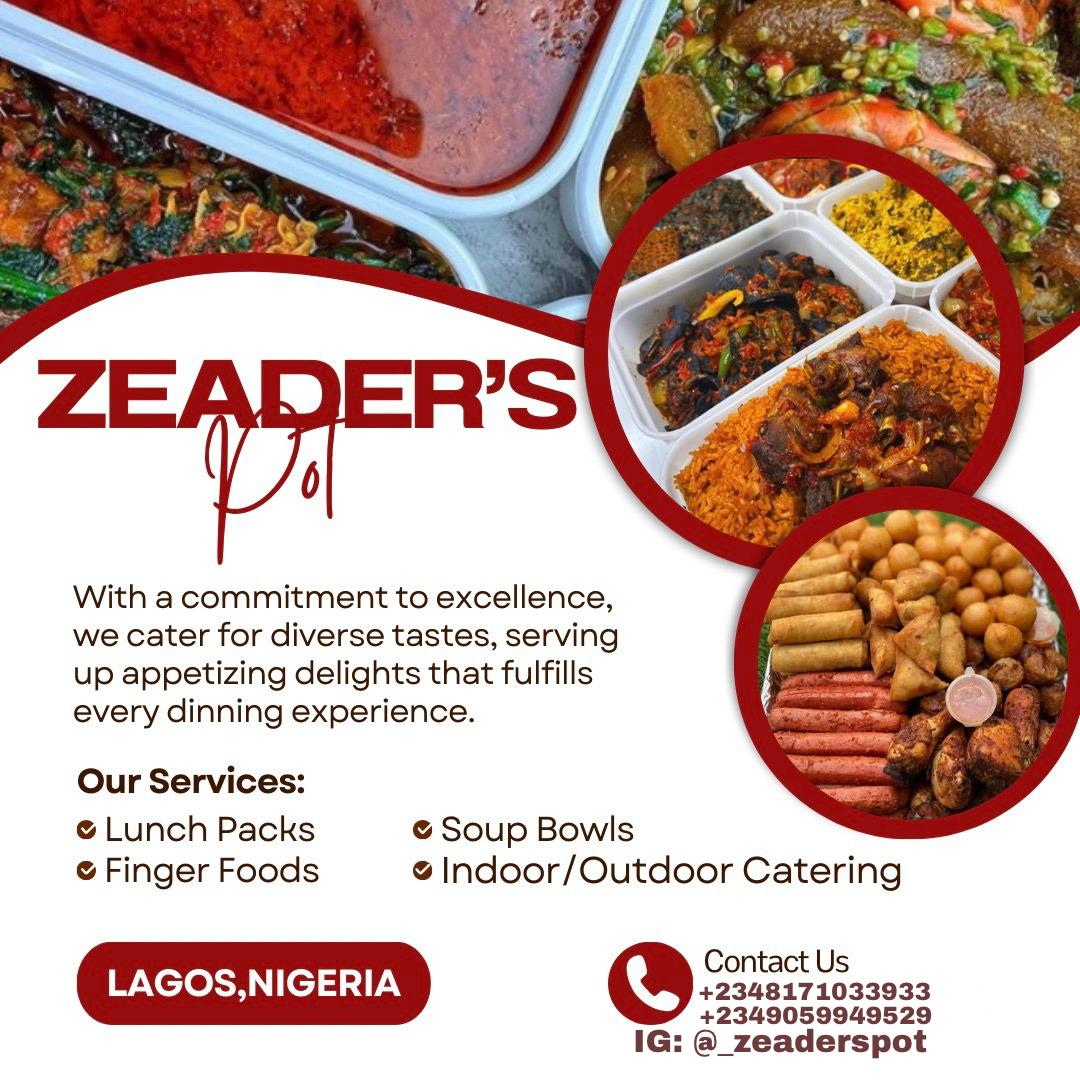 ZEADER'S
Pot
With a commitment to excellence,
we cater for diverse tastes, serving
up appetizing delights that fulfills
every dinning experience.
Our Services:
Lunch Packs
Finger Foods
Soup Bowls
Indoor/Outdoor Catering
LAGOS,NIGERIA
Contact Us
+2348171033933
+2349059949529
IG: @_zeaderspot